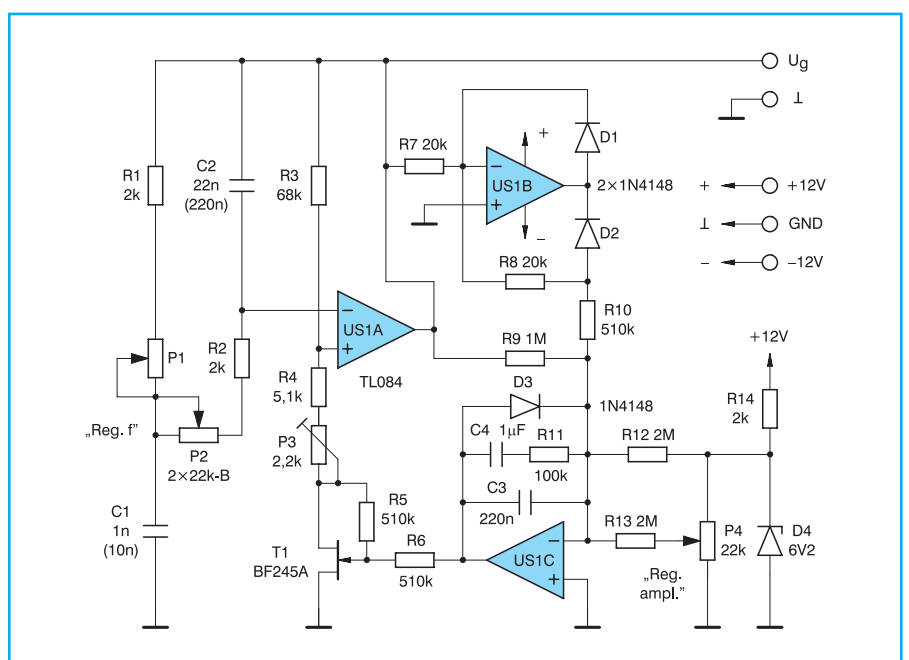 Ug
⊥
R1
2k
C2
22n
(220n)
R3
68k
R7 20k
−
+
US1B
+
−
D1
2×1N4148
D2
R8 20k
+
+12V
⊥
GND
−
−12V
R10
510k
−
+
US1A
TL084
R9 1M
P1
R2
2k
R4
5,1k
P3
2,2k
„Reg. f”
P2
2×22k-B
D3
1N4148
C4
1µF
R11
100k
R12 2M
+12V
R14
2k
C1
1n
(10n)
R5
510k
C3
220n
T1
BF245A
R6
510k
US1C
−
+
R13 2M
„Reg.
ampl.”
P4
22k
D4
6V2